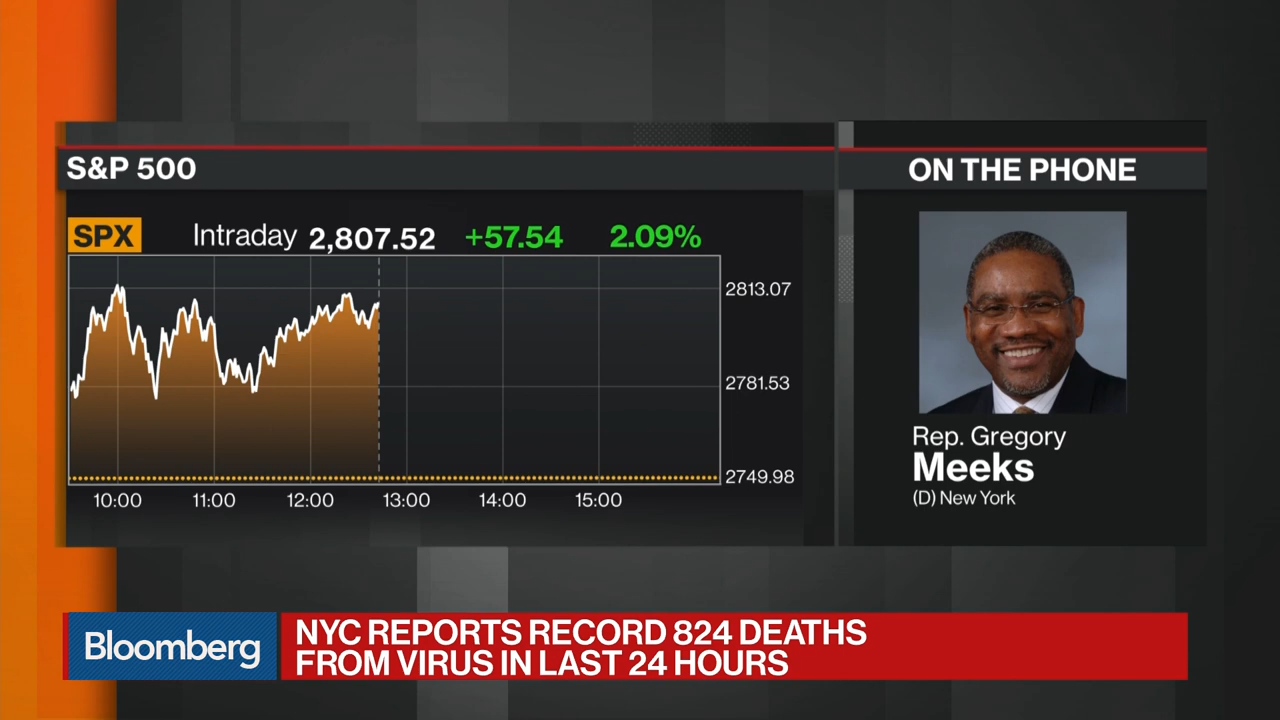 S&P 500
SPX Intraday 2,807.52 +57.54 2.09%
2813.07
2781.53
2749.98
10:00 11:00 12:00 13:00 14:00 15:00
ON THE PHONE
Rep. Gregory
Meeks
(D) New York
Bloomberg
NYC REPORTS RECORD 824 DEATHS
FROM VIRUS IN LAST 24 HOURS